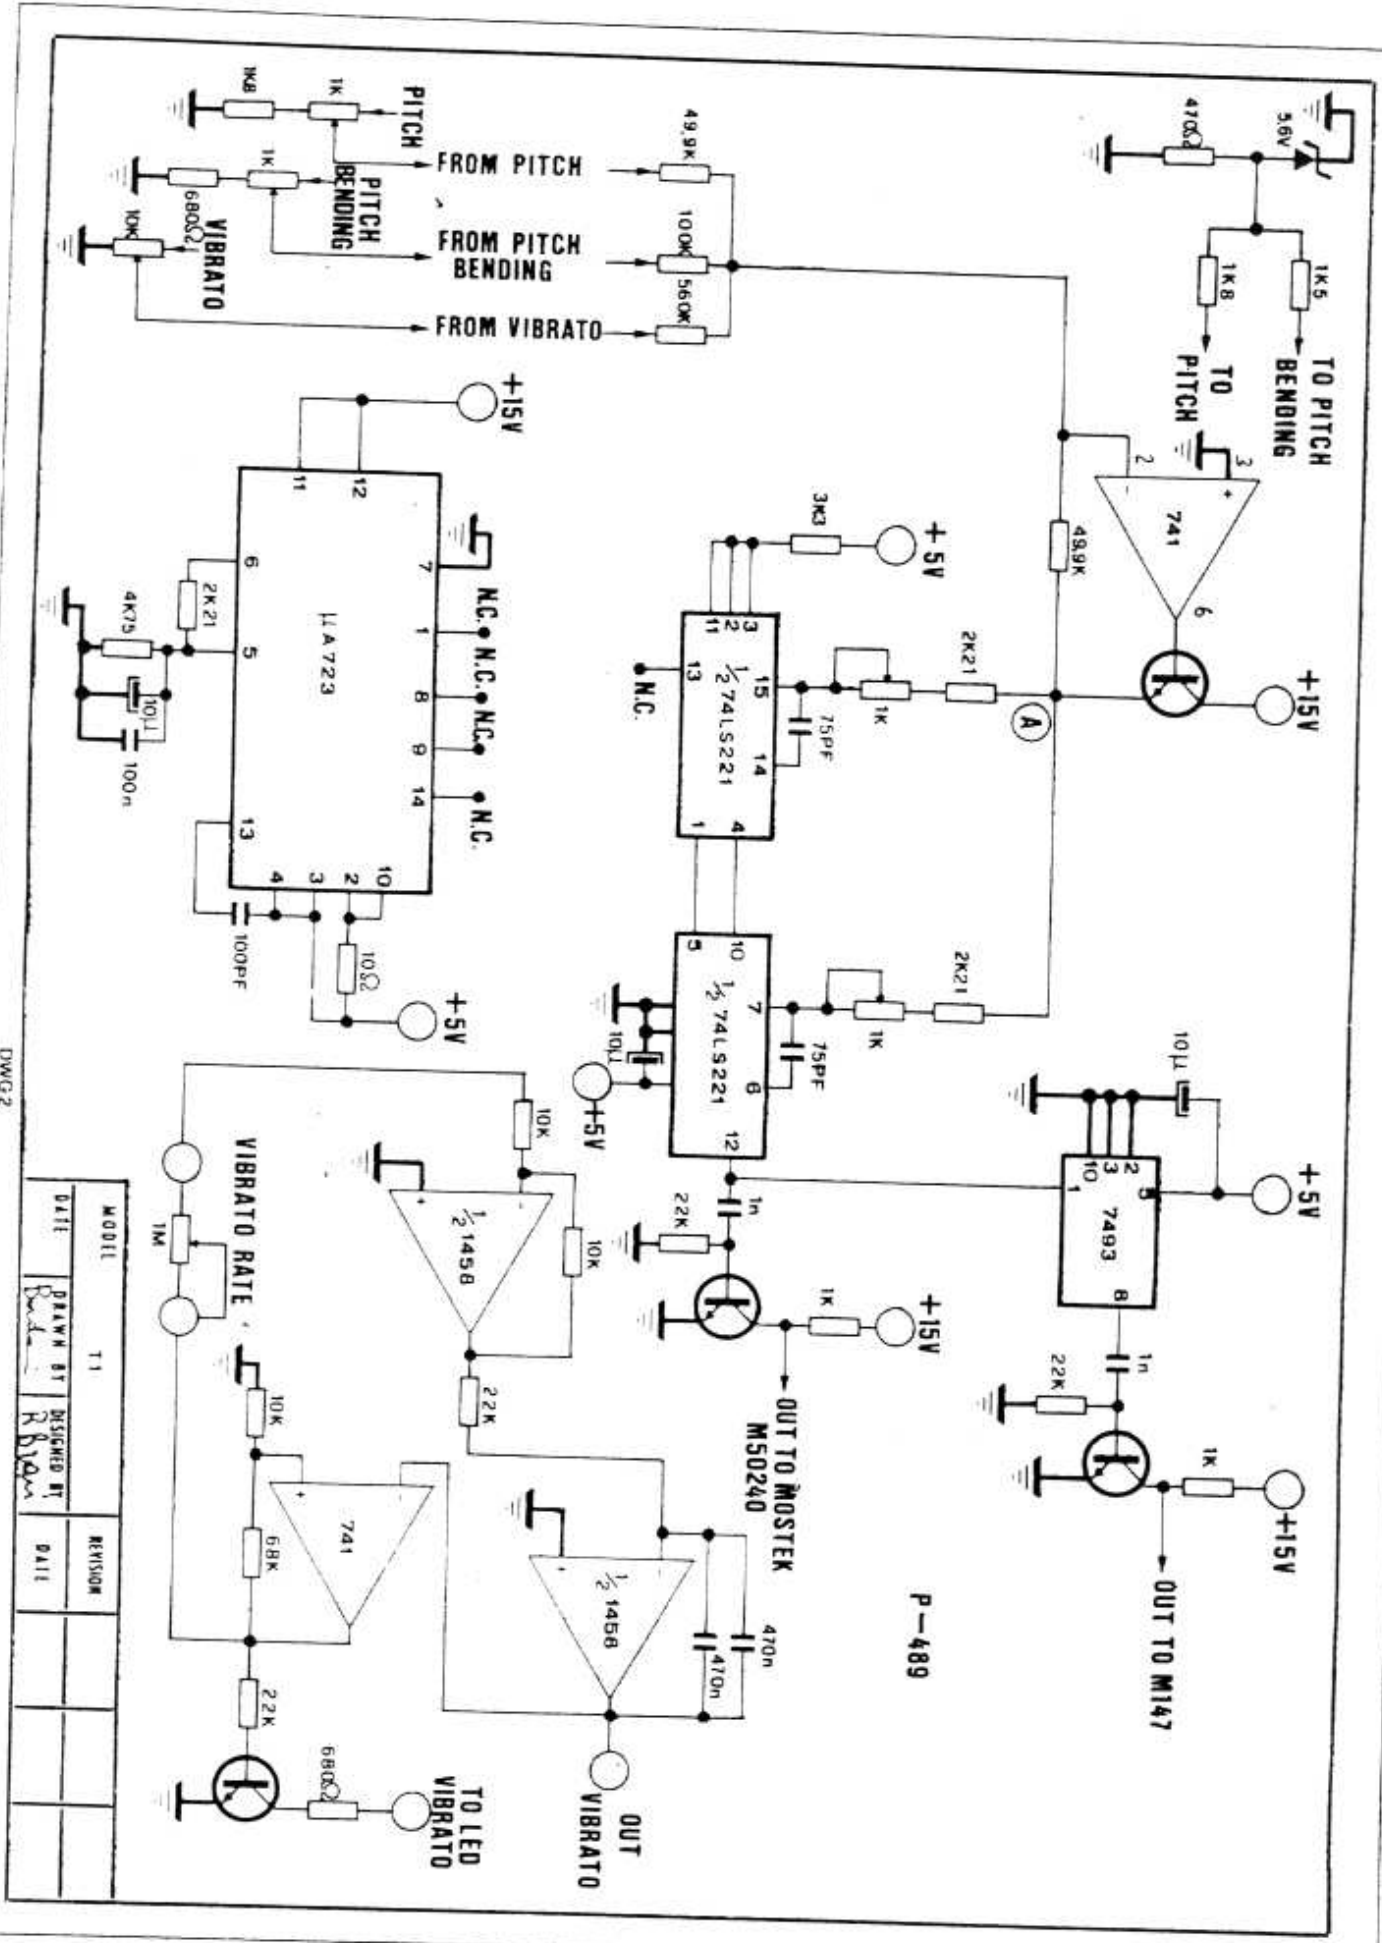 5.6V
470Ω
1K5
1K8
TO PITCH
BENDING
TO
PITCH
3
2
+
-
741
6
+15V
49.9K
A
PITCH
1K
1K8
PITCH
BENDING
1K
680Ω
VIBRATO
10K
FROM PITCH
FROM PITCH
BENDING
FROM VIBRATO
49,9K
100K
560K
+5V
3K3
11
2
3
15
14
13
1
4
½ 74LS221
N.C.
75PF
1K
2K21
5
10
7
6
12
½ 74LS221
75PF
1K
2K21
10μ
+5V
10μ
+5V
10
3
2
5
1
8
7493
1n
22K
1K
+15V
OUT TO M147
1n
22K
1K
+15V
OUT TO MOSTEK
M50240
P-489
+15V
11
12
7
1
8
9
14
6
5
13
4
3
2
10
μA723
N.C.
N.C.
N.C.
N.C.
2K21
4K75
10μ
100n
100PF
10Ω
+5V
10K
10K
+
-
½ 1458
22K
+
½ 1458
470n
470n
OUT
VIBRATO
VIBRATO RATE
1M
10K
+
-
741
68K
22K
680Ω
TO LED
VIBRATO
MODEL T1 REVISION
DATE DRAWN BY DESIGNED BY DATE
DWG2